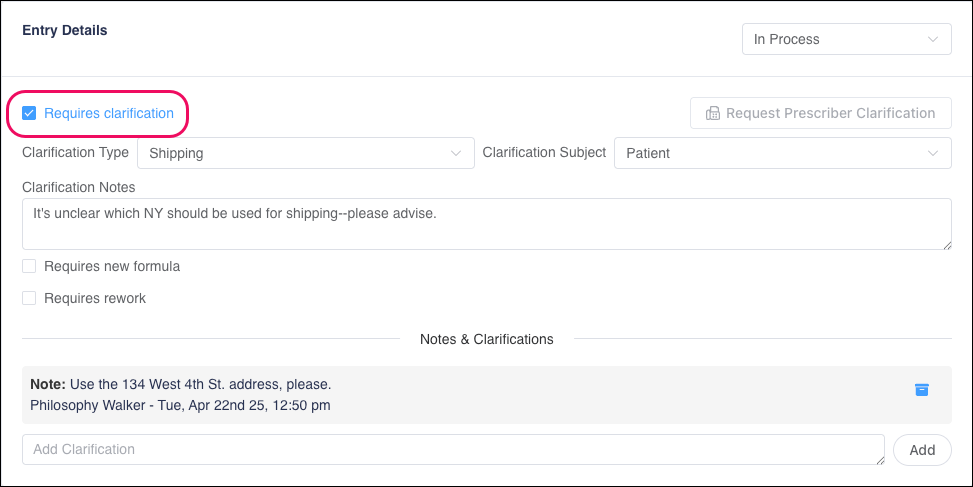 Entry Details
In Process
Requires clarification
Request Prescriber Clarification
Clarification Type Shipping Clarification Subject Patient
Clarification Notes
It's unclear which NY should be used for shipping--please advise.
Requires new formula
Requires rework
Notes & Clarifications
Note: Use the 134 West 4th St. address, please.
Philosophy Walker - Tue, Apr 22nd 25, 12:50 pm
Add Clarification Add